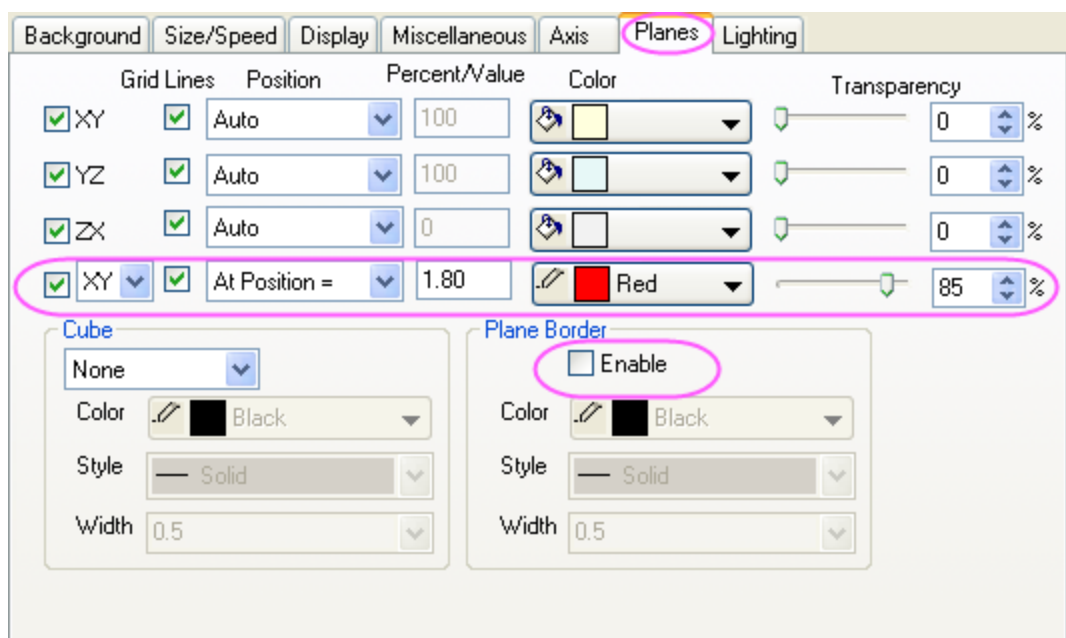 Background Size/Speed Display Miscellaneous Axis Planes Lighting
Grid Lines Position Percent/Value Color Transparency
XY Auto 100 0 %
YZ Auto 100 0 %
ZX Auto 0 0 %
XY At Position = 1.80 Red 85 %
Cube Plane Border
None Enable
Color Black Color Black
Style Solid Style Solid
Width 0.5 Width 0.5